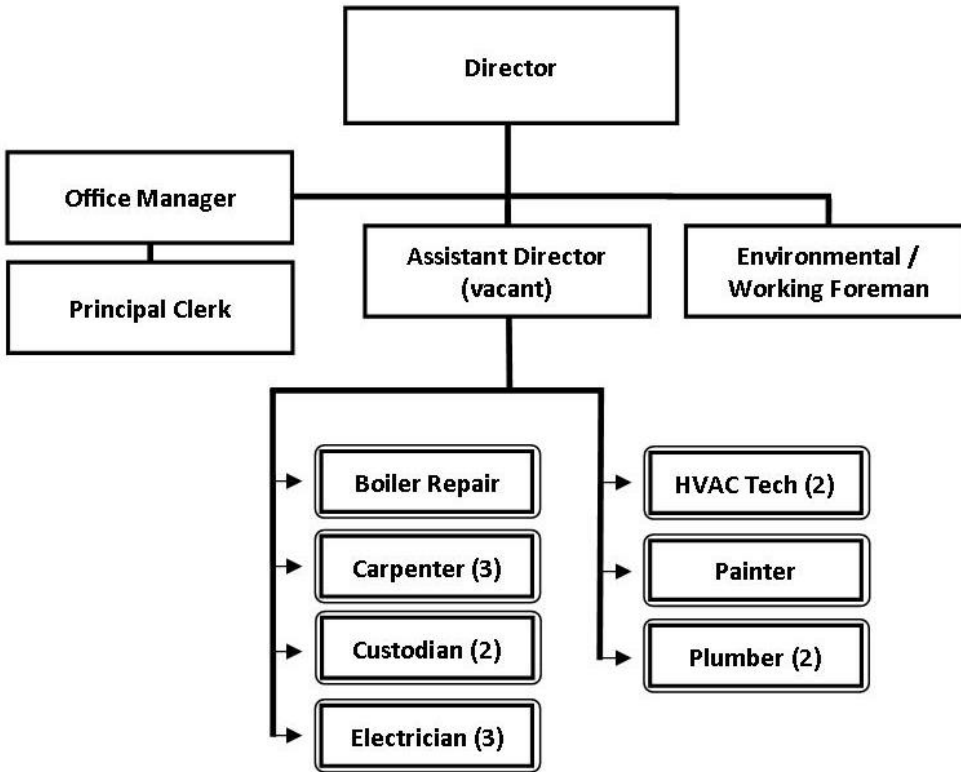 Director
Office Manager
Principal Clerk
Assistant Director
(vacant)
Environmental /
Working Foreman
Boiler Repair
Carpenter (3)
Custodian (2)
Electrician (3)
HVAC Tech (2)
Painter
Plumber (2)